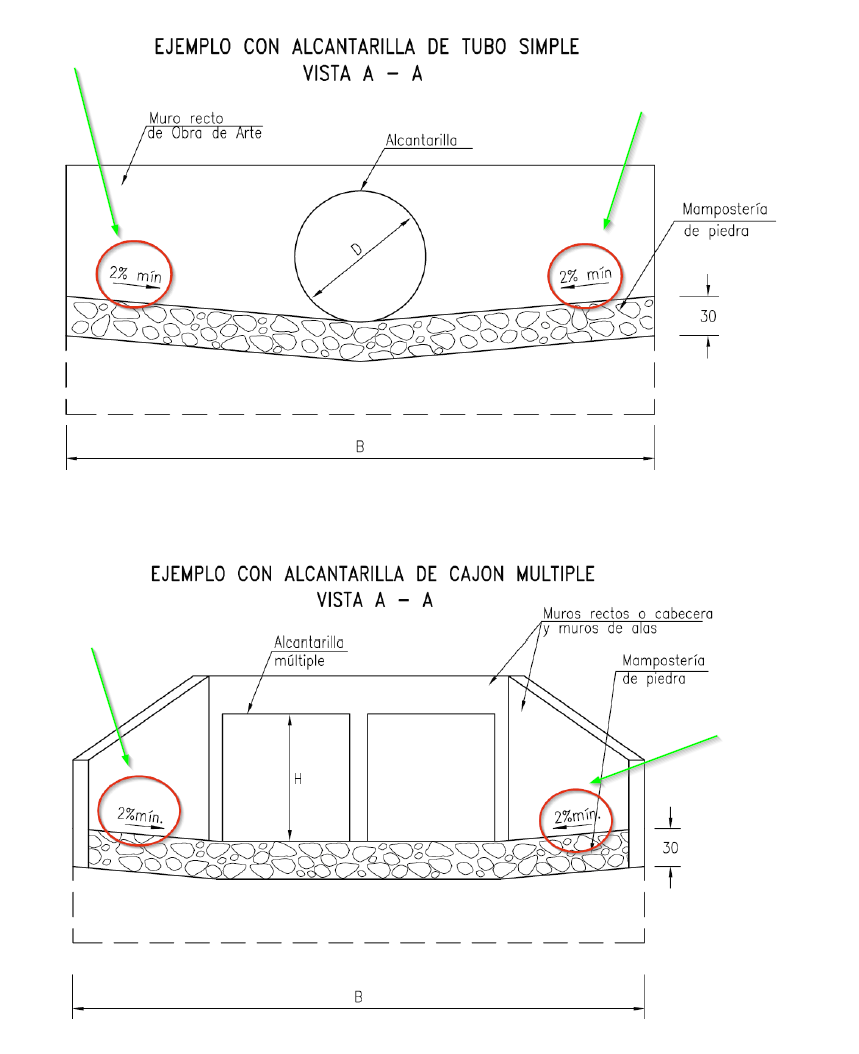 EJEMPLO CON ALCANTARILLA DE TUBO SIMPLE
VISTA A - A
Muro recto
de Obra de Arte
Alcantarilla
Mampostería
de piedra
D
2% mín
2% mín
30
B
EJEMPLO CON ALCANTARILLA DE CAJON MULTIPLE
VISTA A - A
Muros rectos o cabecera
y muros de alas
Alcantarilla
múltiple
Mampostería
de piedra
H
2%mín.
2%mín.
30
B